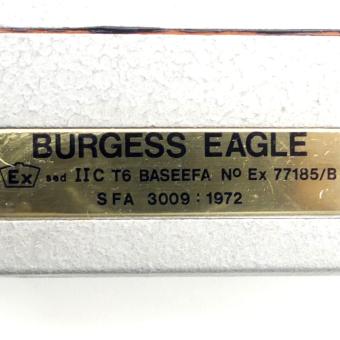 BURGESS EAGLE
Ex sed IIC T6 BASEEFA No Ex 77185/B
SFA 3009 : 1972